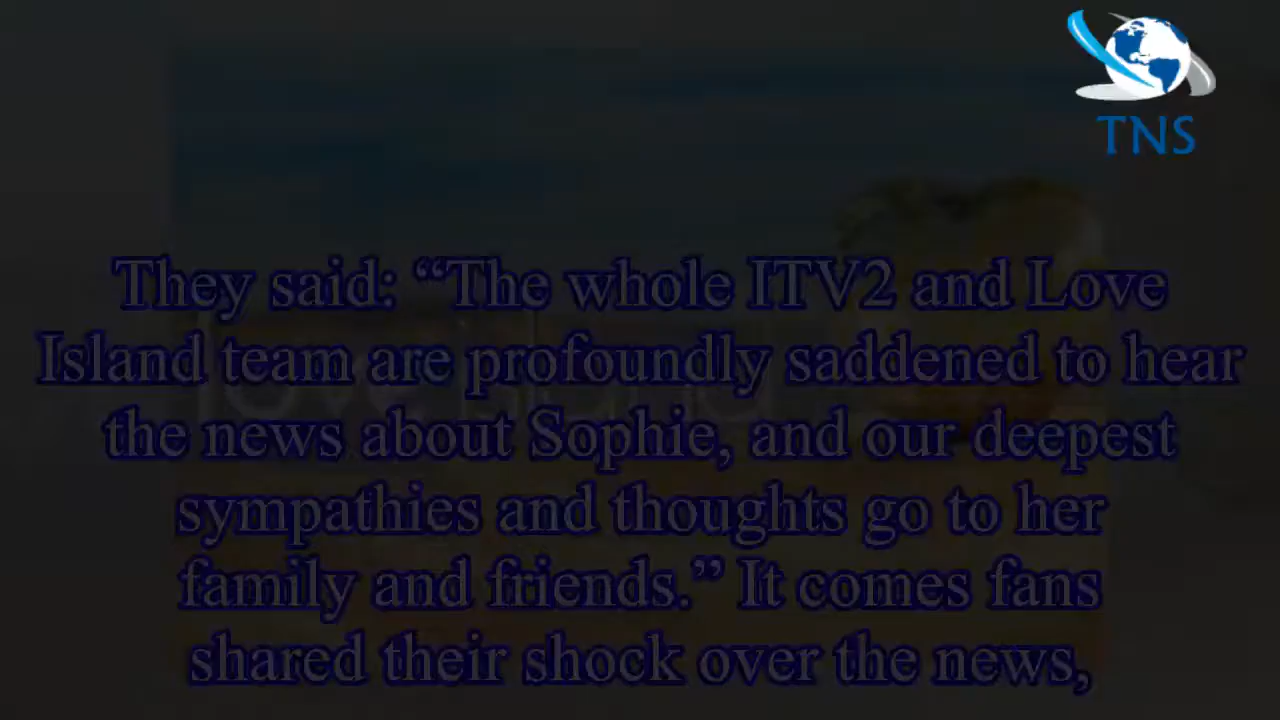 TNS
They said: “The whole ITV2 and Love
Island team are profoundly saddened to hear
the news about Sophie, and our deepest
sympathies and thoughts go to her
family and friends.” It comes fans
shared their shock over the news,
love island